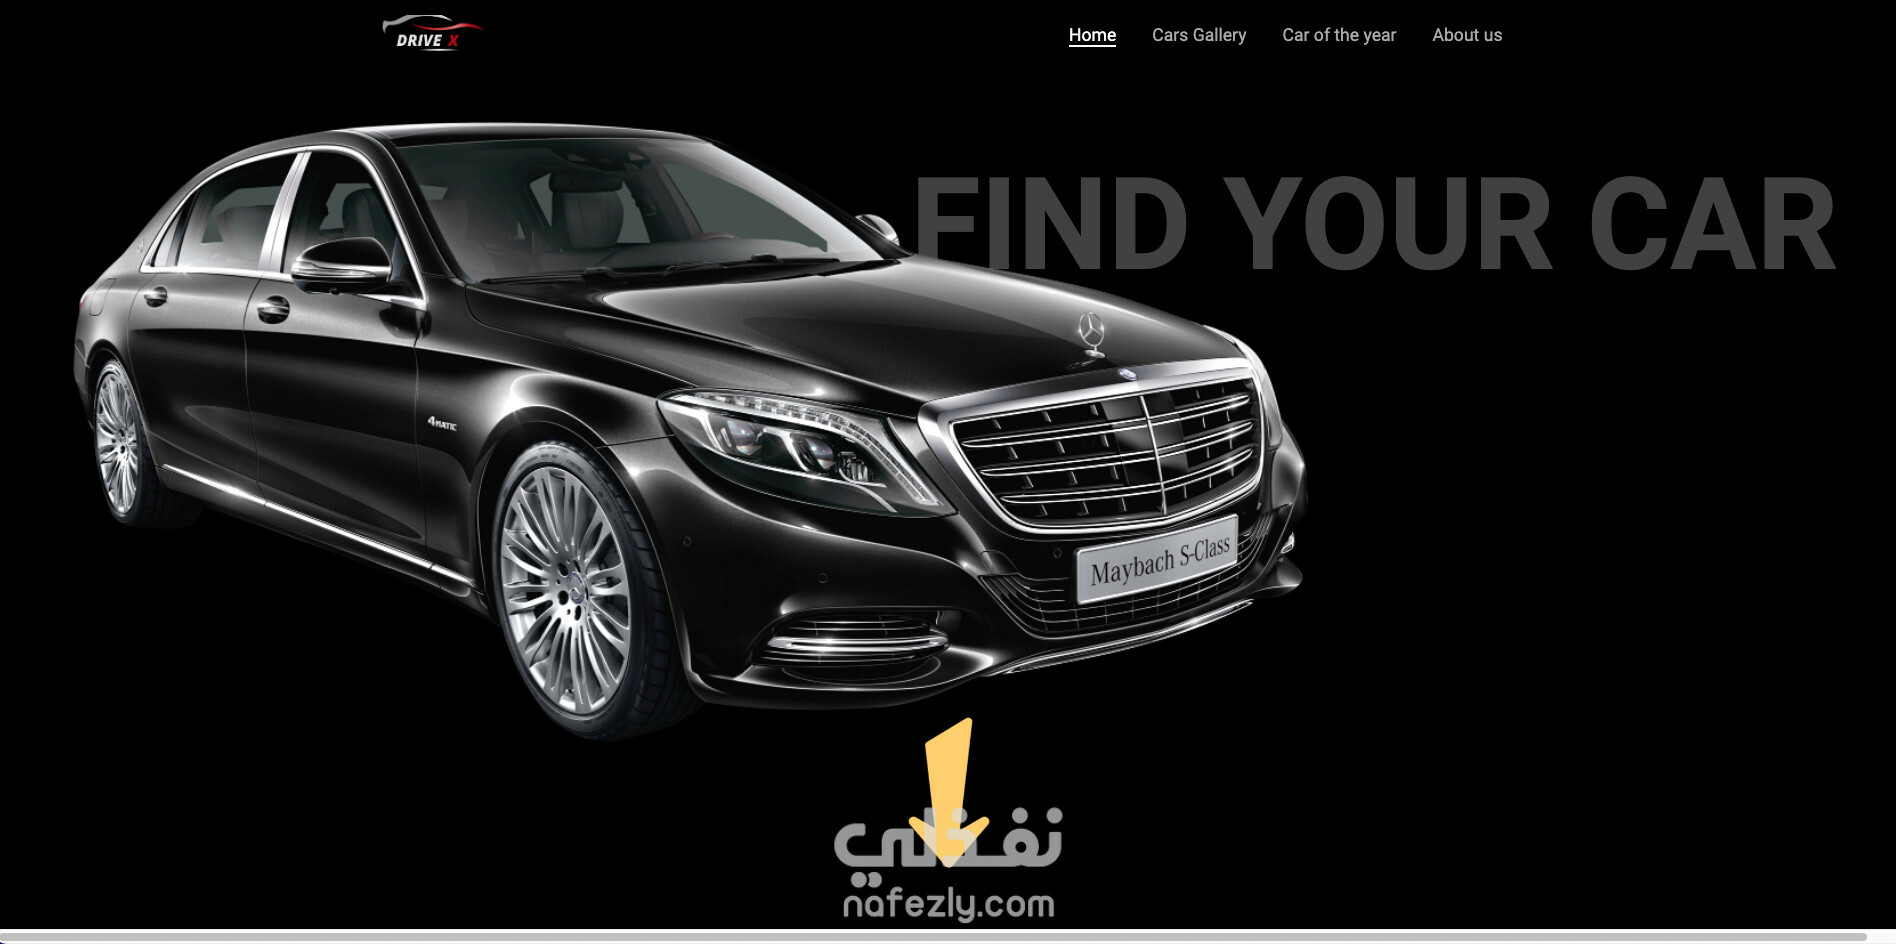 DRIVE X
Home
Cars Gallery
Car of the year
About us
FIND YOUR CAR
4MATIC
Maybach S-Class
نفذلي
nafezly.com